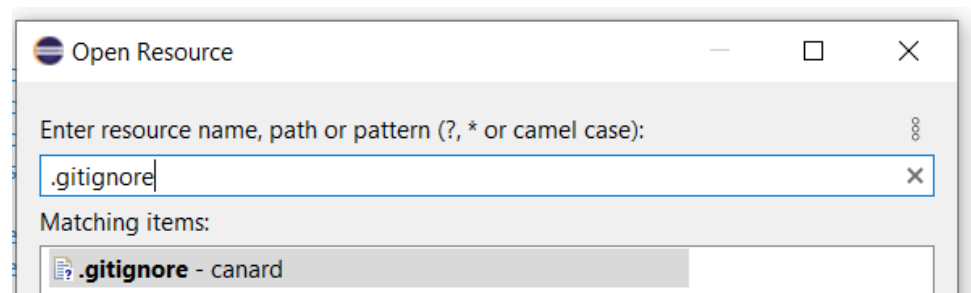 Open Resource
Enter resource name, path or pattern (?, * or camel case):
.gitignore
Matching items:
.gitignore - canard